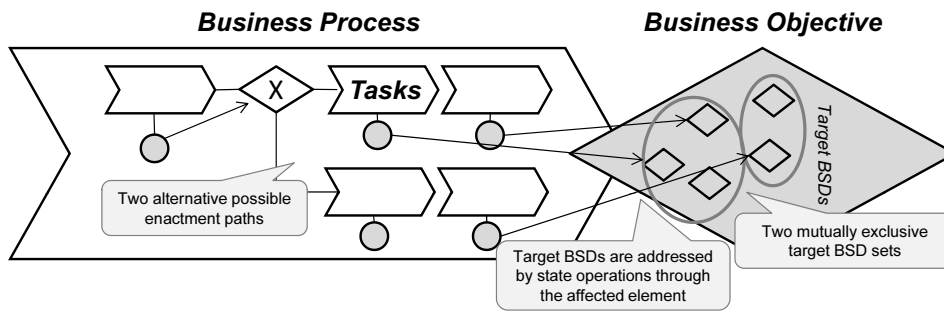 Business Process
Business Objective
X
Tasks
Target BSDs
Two alternative possible
enactment paths
Target BSDs are addressed
by state operations through
the affected element
Two mutually exclusive
target BSD sets